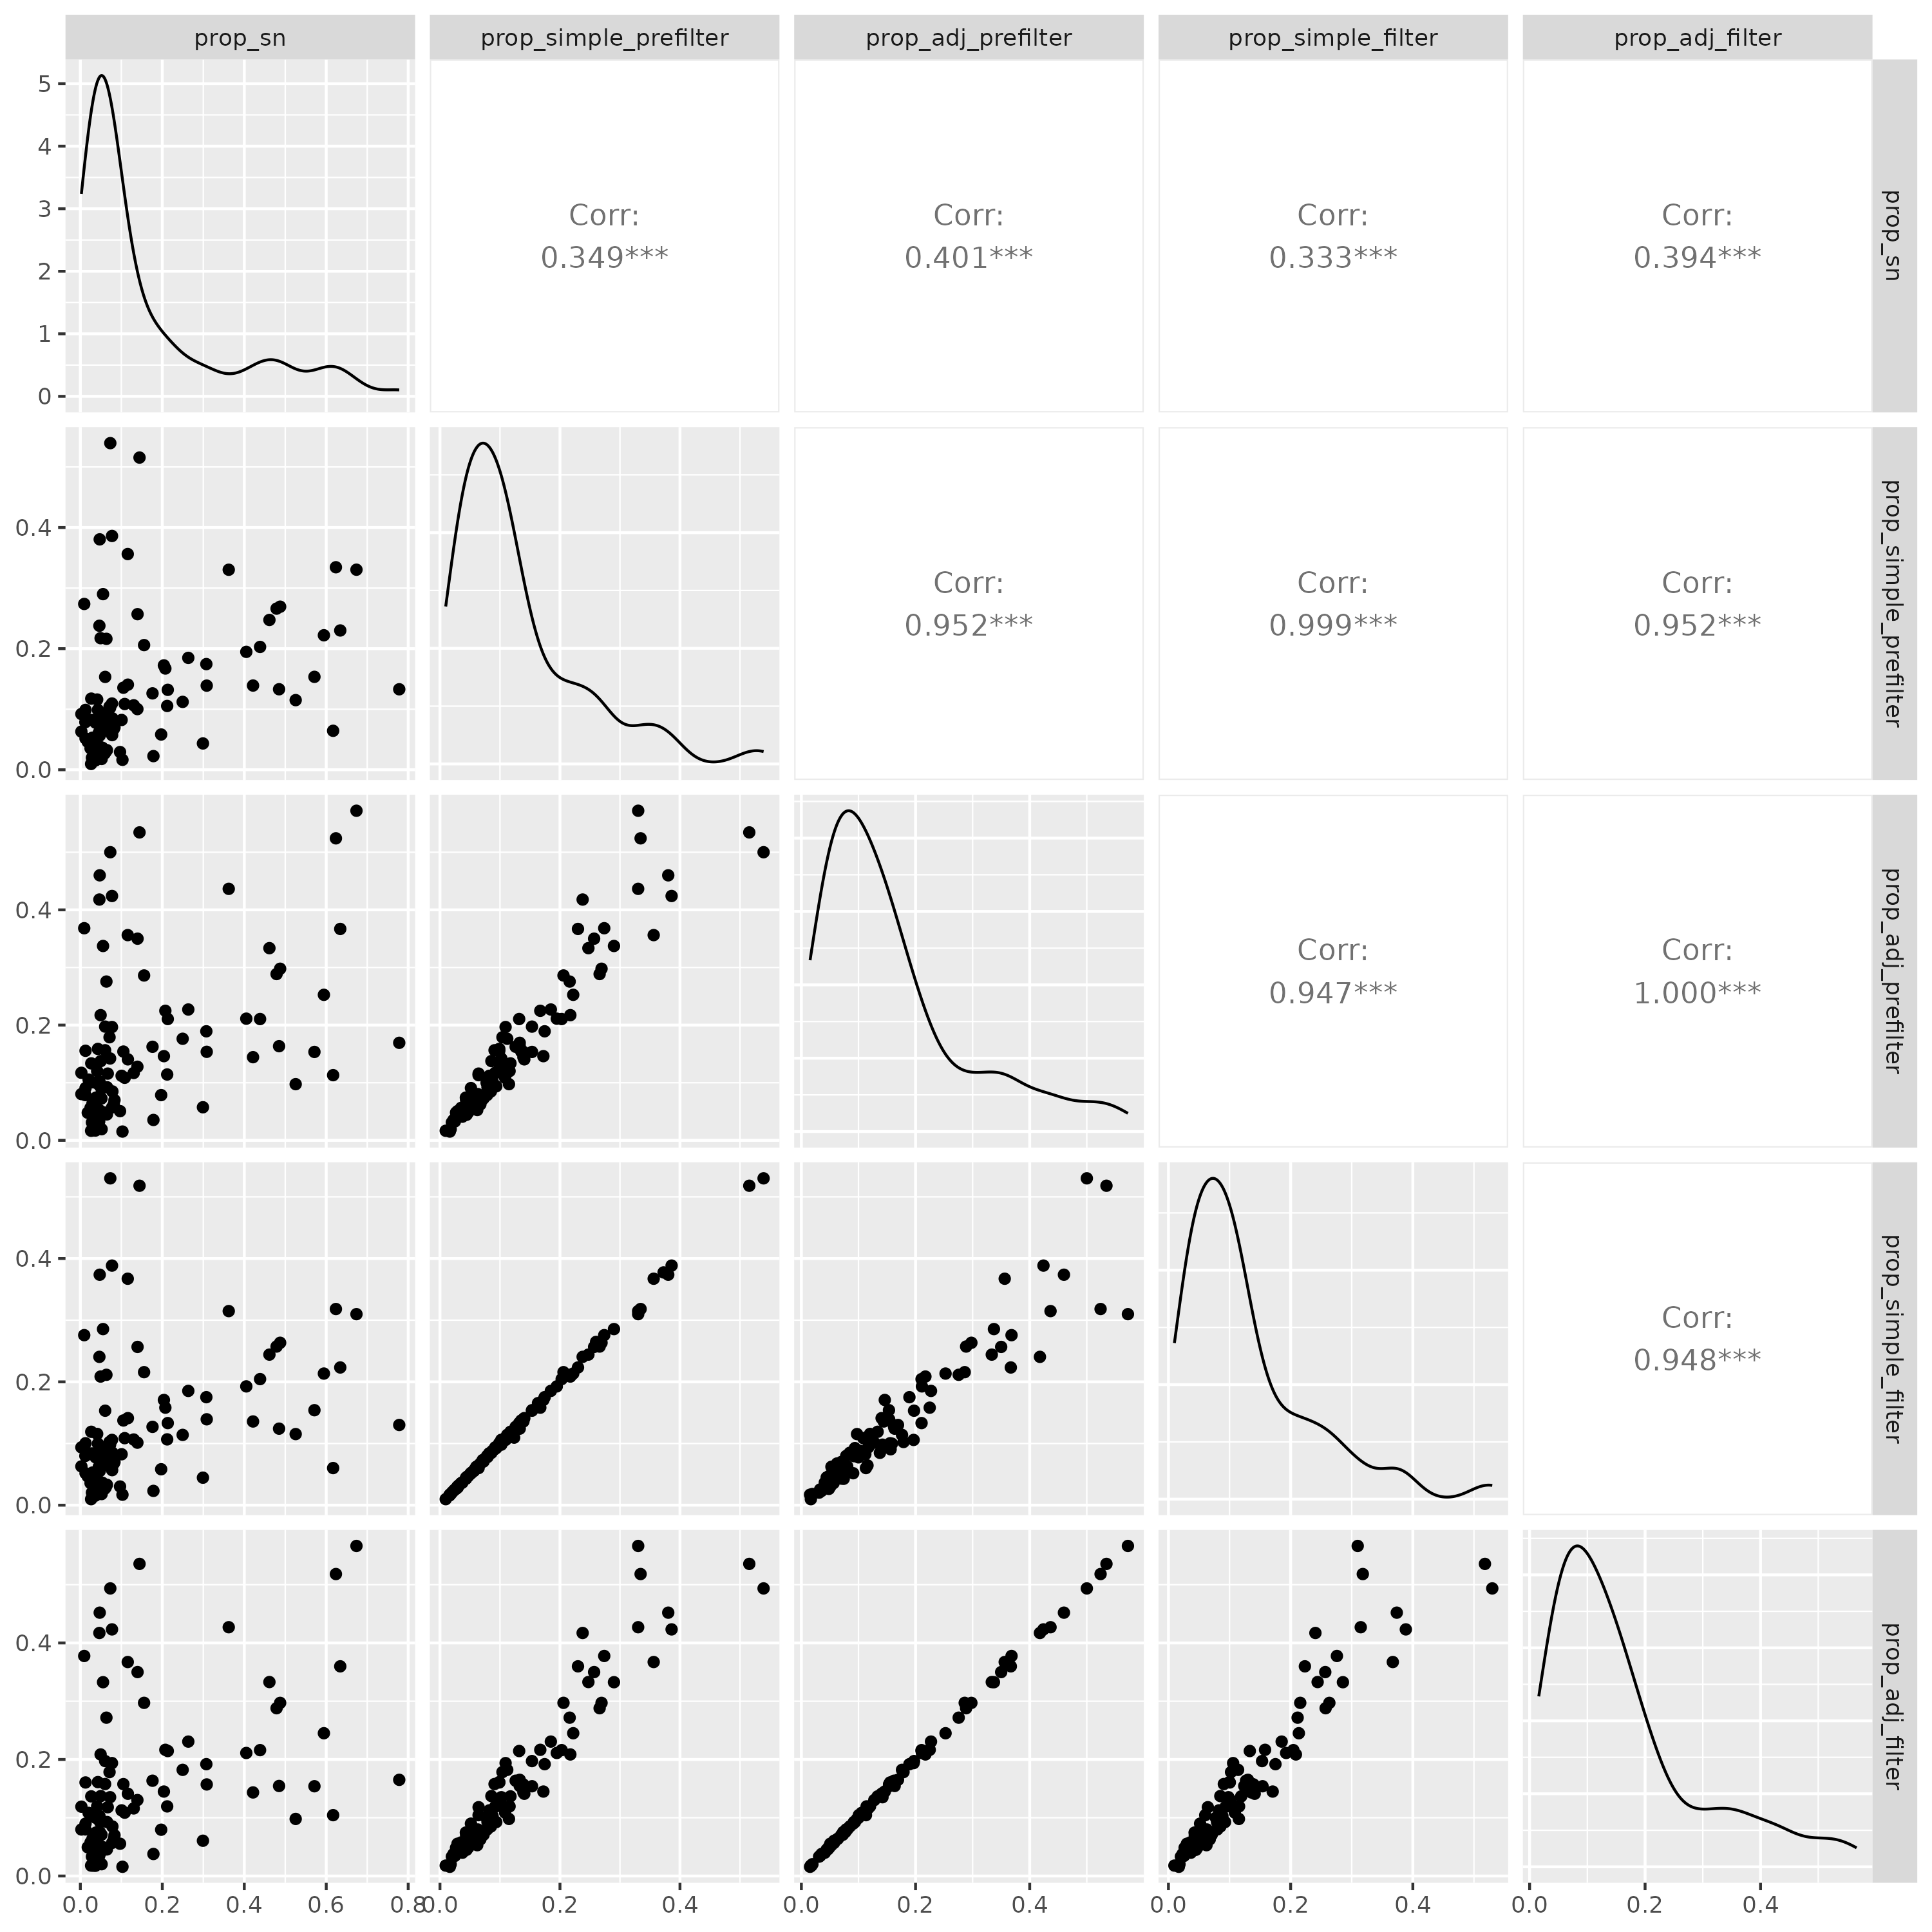 prop_sn prop_simple_prefilter prop_adj_prefilter prop_simple_filter prop_adj_filter
5
4
3
2
1
0
Corr:
0.349***
Corr:
0.401***
Corr:
0.333***
Corr:
0.394***
prop_sn
0.4
0.2
0.0
Corr:
0.952***
Corr:
0.999***
Corr:
0.952***
prop_simple_prefilter
0.4
0.2
0.0
Corr:
0.947***
Corr:
1.000***
prop_adj_prefilter
0.4
0.2
0.0
Corr:
0.948***
prop_simple_filter
0.4
0.2
0.0
prop_adj_filter
0.0 0.2 0.4 0.6 0.8 0.0 0.2 0.4 0.0 0.2 0.4 0.0 0.2 0.4 0.0 0.2 0.4